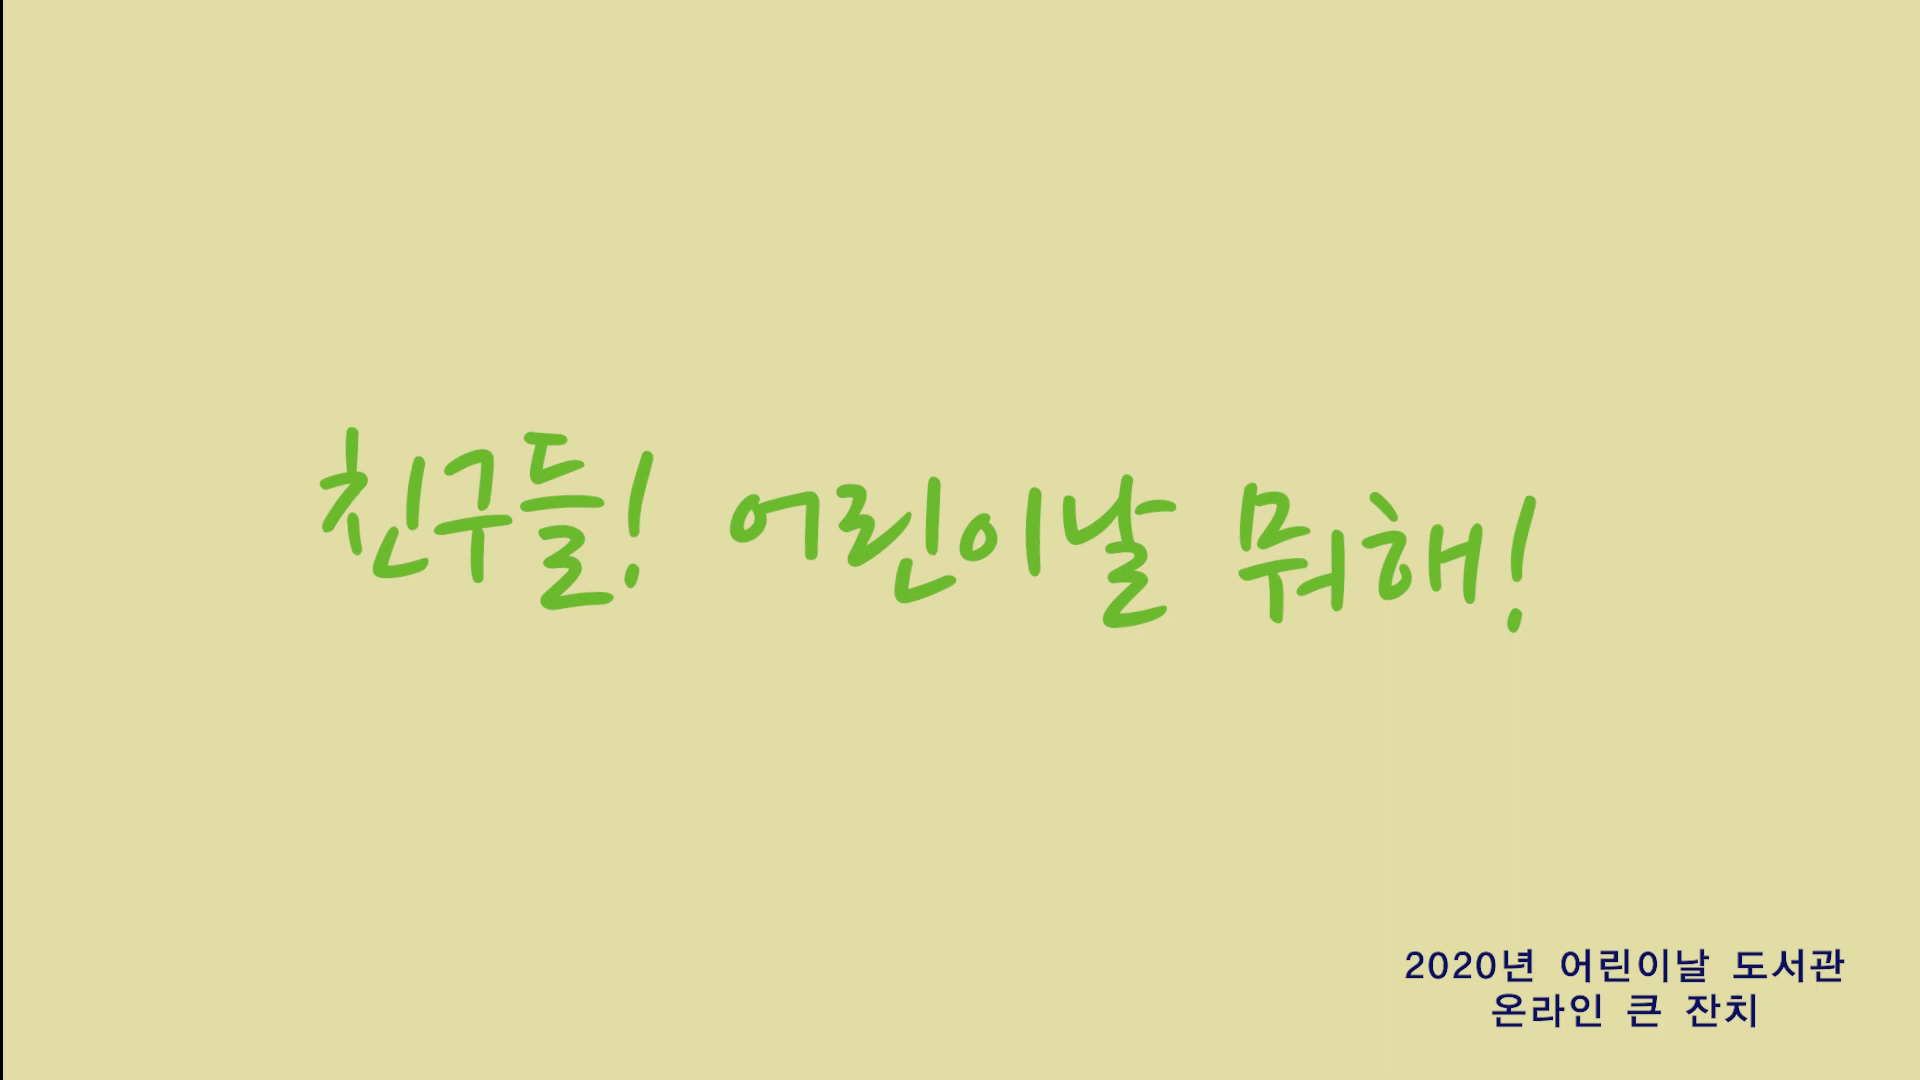 친구들! 어린이날 뭐해!
2020년 어린이날 도서관
온라인 큰 잔치